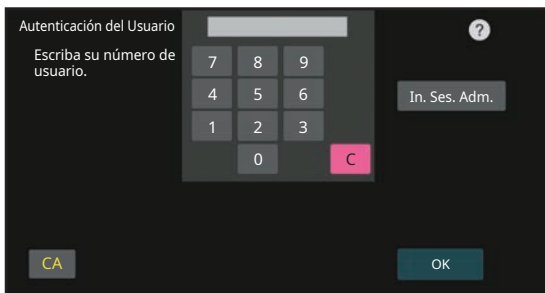 Autenticación del Usuario
?
Escriba su número de
usuario.
7 8 9
4 5 6
In. Ses. Adm.
1 2 3
0 C
CA
OK